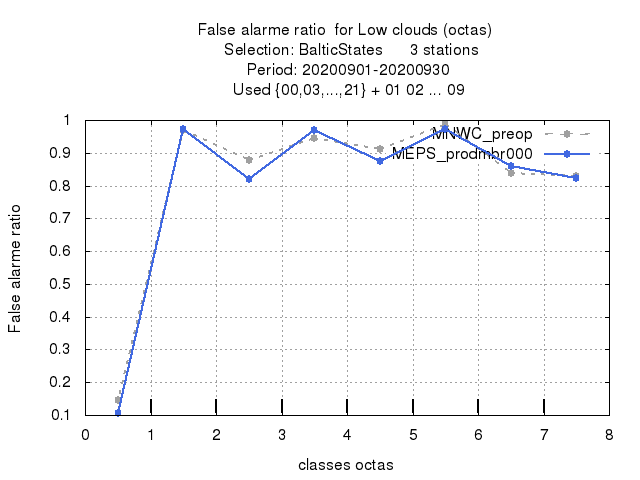 False alarme ratio  for Low clouds (octas)
Selection: BalticStates      3 stations
Period: 20200901-20200930
Used {00,03,...,21} + 01 02 ... 09
MNWC_preop
MEPS_prodmbr000
False alarme ratio
1
0.9
0.8
0.7
0.6
0.5
0.4
0.3
0.2
0.1
0 1 2 3 4 5 6 7 8
classes octas